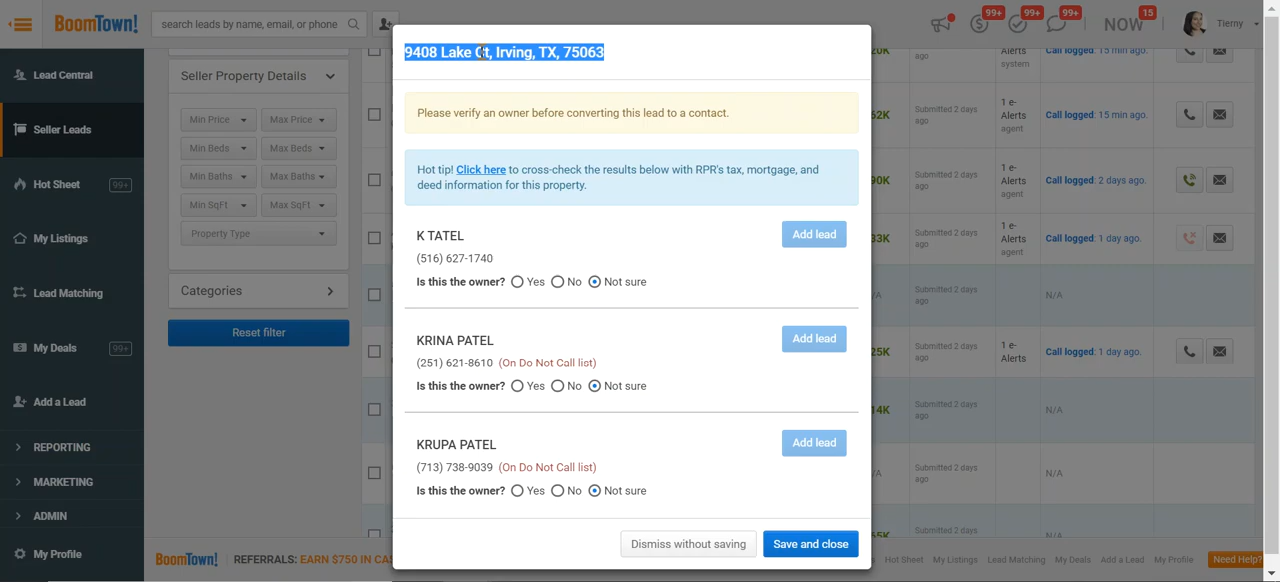 BoomTown!
search leads by name, email, or phone
99+
99+
99+
NOW
15
Tierny
Lead Central
Seller Leads
Hot Sheet
99+
My Listings
Lead Matching
My Deals
99+
Add a Lead
REPORTING
MARKETING
ADMIN
My Profile
Seller Property Details
Min Price
Max Price
Min Beds
Max Beds
Min Baths
Max Baths
Min SqFt
Max SqFt
Property Type
Categories
Reset filter
9408 Lake Ct, Irving, TX, 75063
Please verify an owner before converting this lead to a contact.
Hot tip! Click here to cross-check the results below with RPR's tax, mortgage, and
deed information for this property.
K TATEL
Add lead
(516) 627-1740
Is this the owner? Yes No Not sure
KRINA PATEL
Add lead
(251) 621-8610 (On Do Not Call list)
Is this the owner? Yes No Not sure
KRUPA PATEL
Add lead
(713) 738-9039 (On Do Not Call list)
Is this the owner? Yes No Not sure
Dismiss without saving
Save and close
ago
Alerts
system
Call logged: 15 min ago.
Submitted 2 days
ago
1 e-
Alerts
agent
Call logged: 15 min ago.
Submitted 2 days
ago
1 e-
Alerts
agent
Call logged: 2 days ago.
Submitted 2 days
ago
1 e-
Alerts
agent
Call logged: 1 day ago.
Submitted 2 days
ago
N/A
Submitted 2 days
ago
1 e-
Alerts
Call logged: 1 day ago.
Submitted 2 days
ago
N/A
Submitted 2 days
ago
N/A
Submitted 2 days
BoomTown!
REFERRALS: EARN $750 IN CAS
Hot Sheet
My Listings
Lead Matching
My Deals
Add a Lead
My Profile
Need Help?